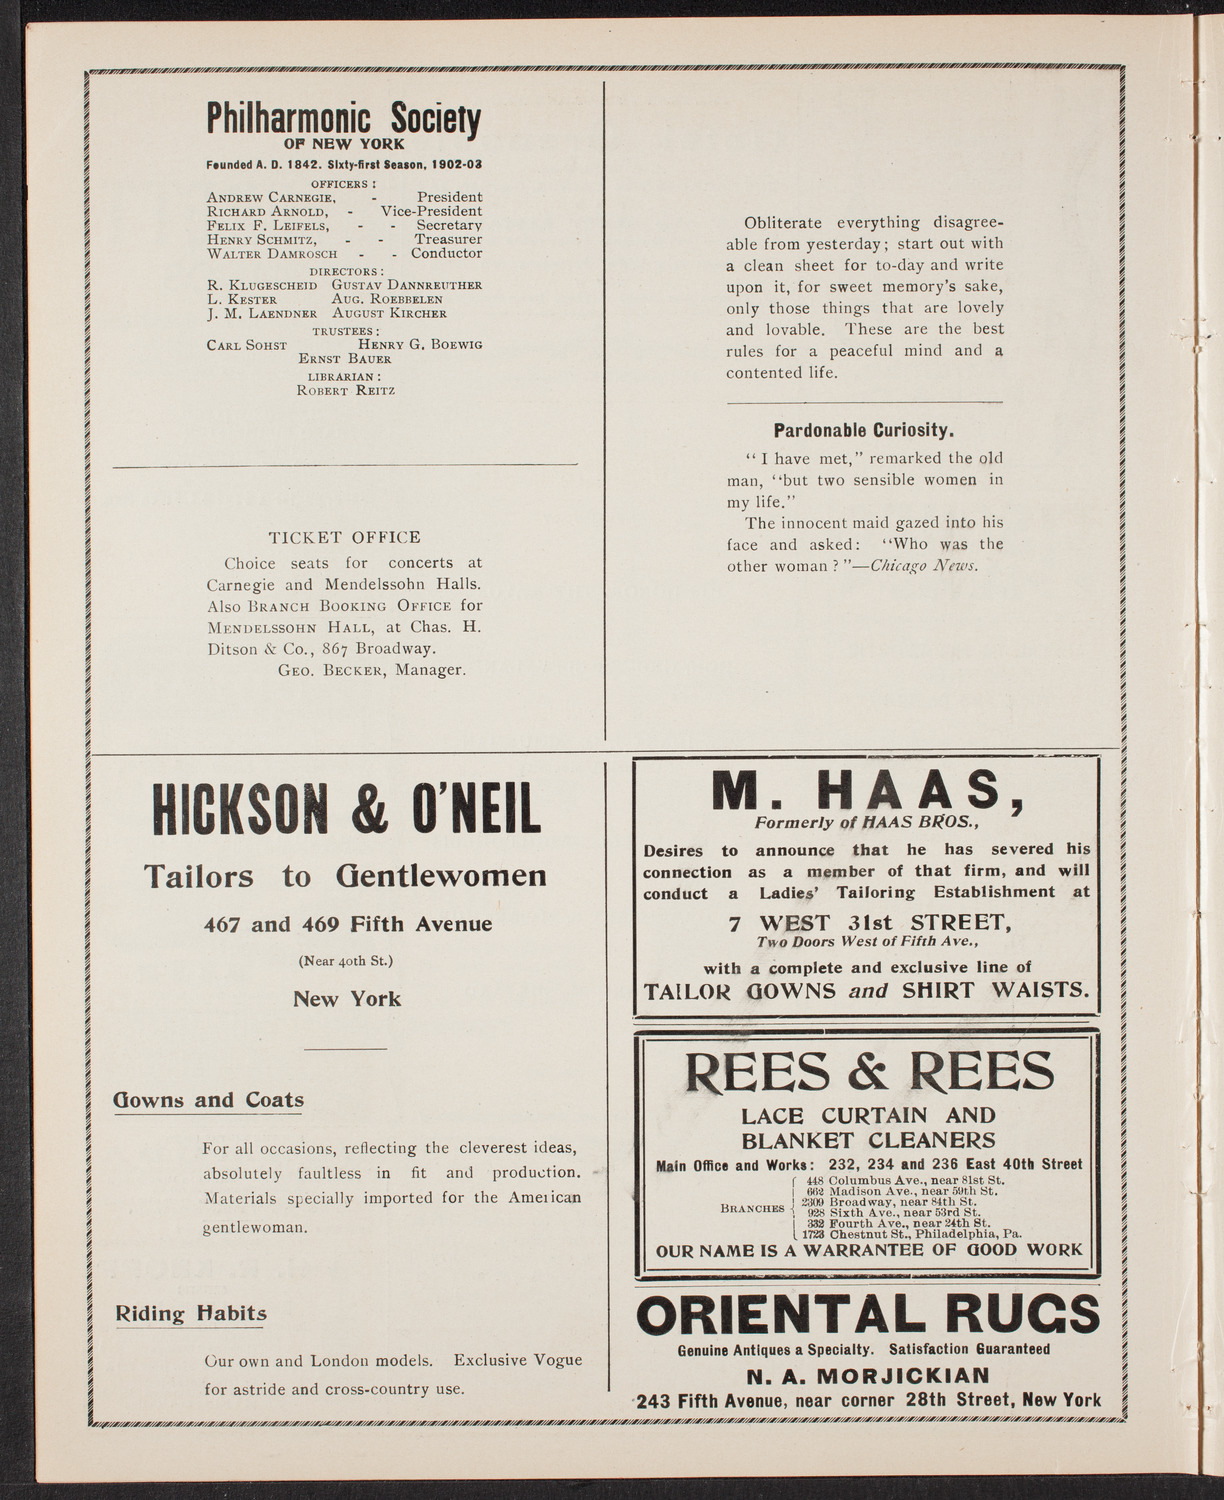 Philharmonic Society
OF NEW YORK
Founded A. D. 1842. Sixty-first Season, 1902-03
OFFICERS:
ANDREW CARNEGIE, - President
RICHARD ARNOLD, - Vice-President
FELIX F. LEIFELS, - - Secretary
HENRY SCHMITZ, - - Treasurer
WALTER DAMROSCH - - Conductor
DIRECTORS:
R. KLUGESCHEID GUSTAV DANNREUTHER
L. KESTER AUG. ROEBBELEN
J. M. LAENDNER AUGUST KIRCHER
TRUSTEES:
CARL SOHST HENRY G. BOEWIG
ERNST BAUER
LIBRARIAN:
ROBERT REITZ
TICKET OFFICE
Choice seats for concerts at
Carnegie and Mendelssohn Halls.
Also BRANCH BOOKING OFFICE for
MENDELSSOHN HALL, at Chas. H.
Ditson & Co., 867 Broadway.
GEO. BECKER, Manager.
Obliterate everything disagree-
able from yesterday; start out with
a clean sheet for to-day and write
upon it, for sweet memory's sake,
only those things that are lovely
and lovable. These are the best
rules for a peaceful mind and a
contented life.
Pardonable Curiosity.
"I have met," remarked the old
man, "but two sensible women in
my life."
The innocent maid gazed into his
face and asked: "Who was the
other woman?"—Chicago News.
HICKSON & O'NEIL
Tailors to Gentlewomen
467 and 469 Fifth Avenue
(Near 40th St.)
New York
Gowns and Coats
For all occasions, reflecting the cleverest ideas,
absolutely faultless in fit and production.
Materials specially imported for the American
gentlewoman.
Riding Habits
Our own and London models. Exclusive Vogue
for astride and cross-country use.
M. HAAS,
Formerly of HAAS BROS.,
Desires to announce that he has severed his
connection as a member of that firm, and will
conduct a Ladies' Tailoring Establishment at
7 WEST 31st STREET,
Two Doors West of Fifth Ave.,
with a complete and exclusive line of
TAILOR GOWNS and SHIRT WAISTS.
REES & REES
LACE CURTAIN AND
BLANKET CLEANERS
Main Office and Works: 232, 234 and 236 East 40th Street
BRANCHES
448 Columbus Ave., near 81st St.
662 Madison Ave., near 59th St.
2309 Broadway, near 84th St.
928 Sixth Ave., near 53rd St.
332 Fourth Ave., near 24th St.
1723 Chestnut St., Philadelphia, Pa.
OUR NAME IS A WARRANTEE OF GOOD WORK
ORIENTAL RUGS
Genuine Antiques a Specialty. Satisfaction Guaranteed
N. A. MORJICKIAN
243 Fifth Avenue, near corner 28th Street, New York